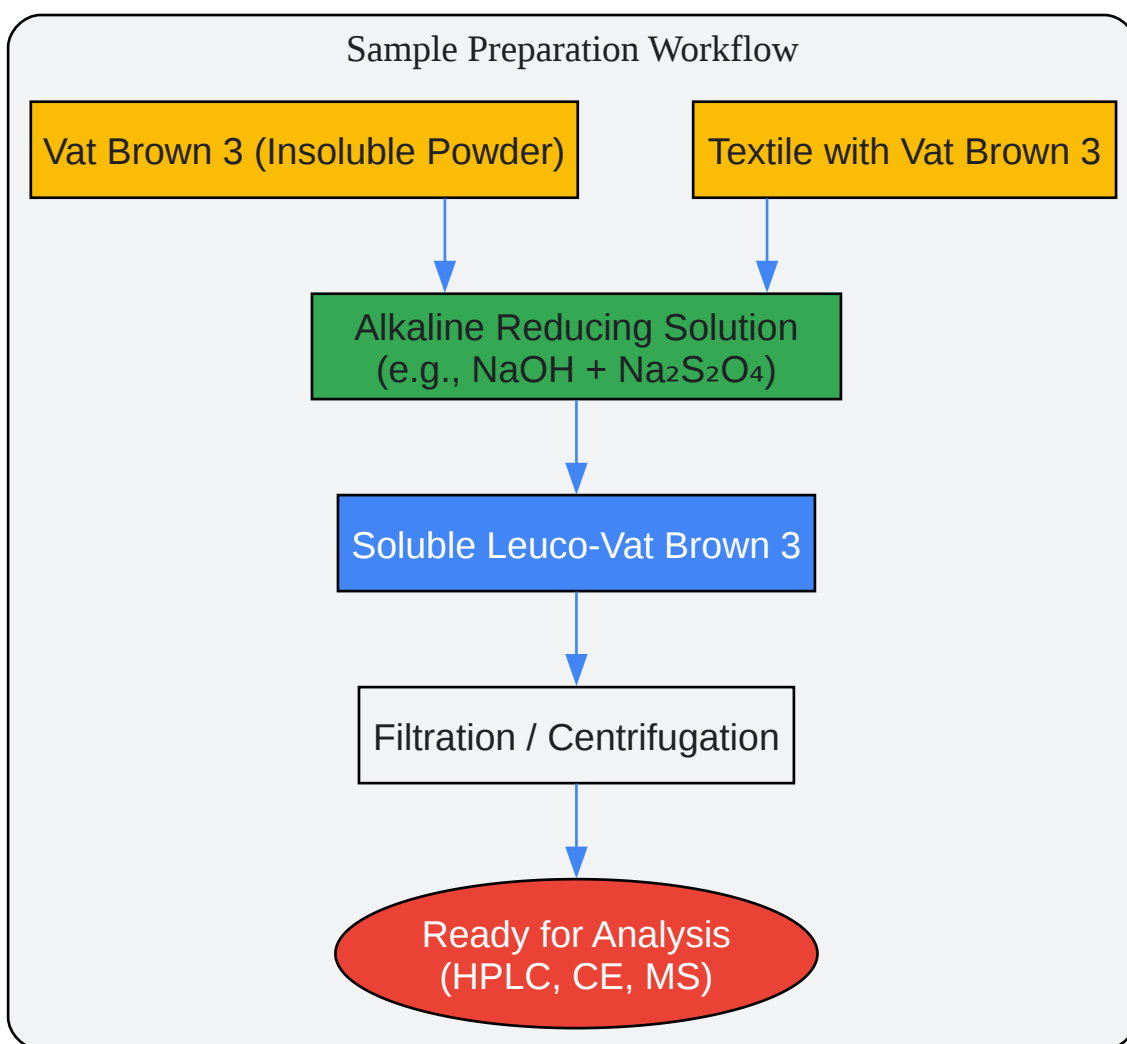 Sample Preparation Workflow
Vat Brown 3 (Insoluble Powder)
Textile with Vat Brown 3
Alkaline Reducing Solution
(e.g., NaOH + Na₂S₂O₄)
Soluble Leuco-Vat Brown 3
Filtration / Centrifugation
Ready for Analysis
(HPLC, CE, MS)